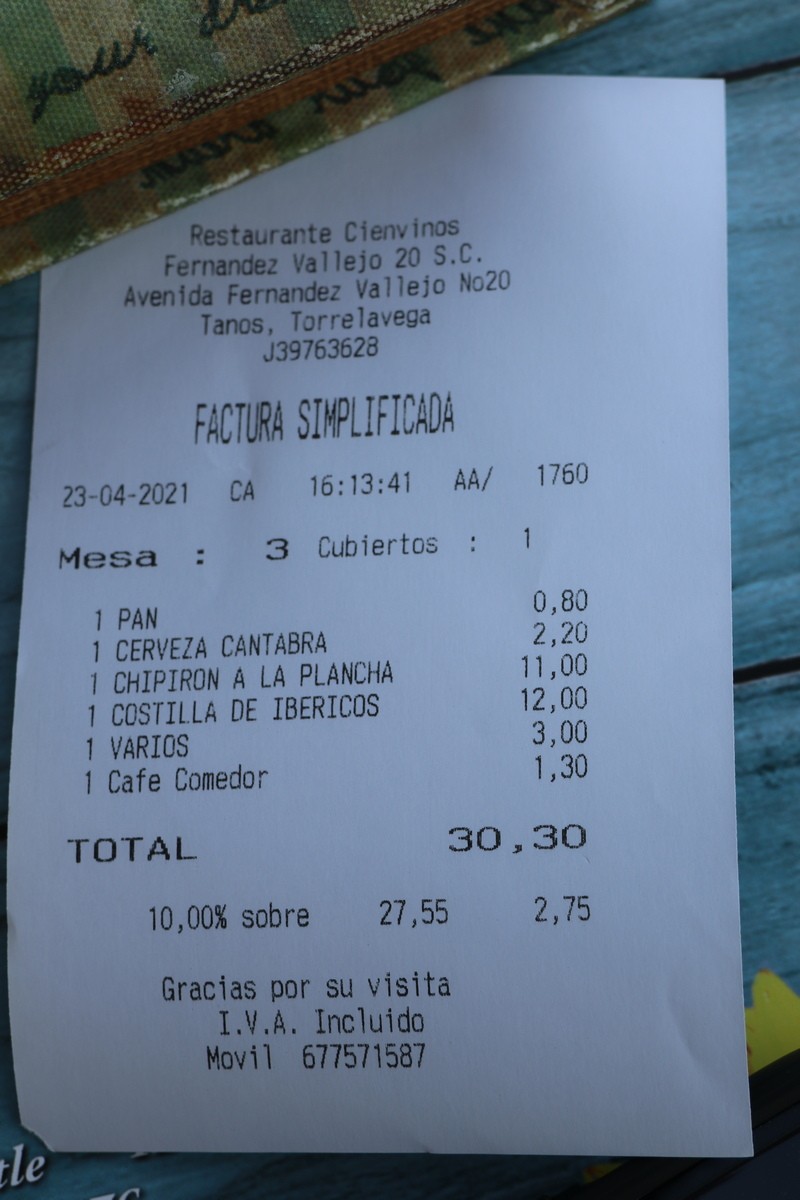 your
your
Restaurante Cienvinos
Fernandez Vallejo 20 S.C.
Avenida Fernandez Vallejo No20
Tanos, Torrelavega
J39763628
FACTURA SIMPLIFICADA
23-04-2021 CA 16:13:41 AA/ 1760
Mesa : 3 Cubiertos : 1
1 PAN 0,80
1 CERVEZA CANTABRA 2,20
1 CHIPIRON A LA PLANCHA 11,00
1 COSTILLA DE IBERICOS 12,00
1 VARIOS 3,00
1 Cafe Comedor 1,30
TOTAL 30,30
10,00% sobre 27,55 2,75
Gracias por su visita
I.V.A. Incluido
Movil 677571587
tle